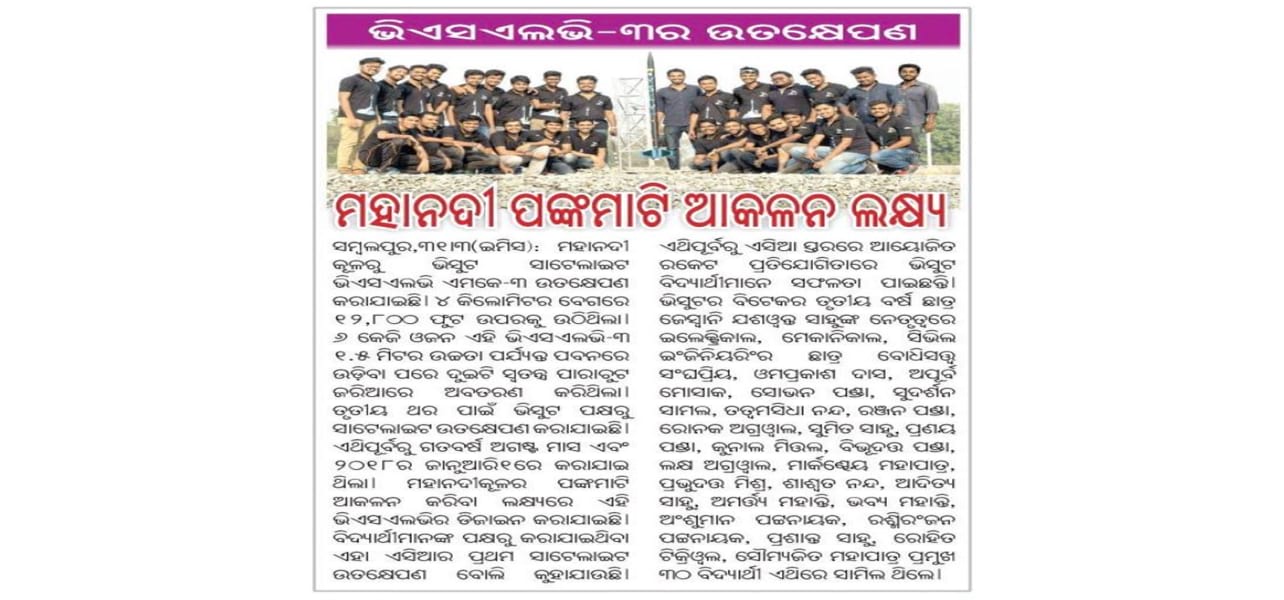 ଭିଏସଏଲଭି-୩ର ଉତକ୍ଷେପଣ
ମହାନଦୀ ପଙ୍କମାଟି ଆକଳନ ଲକ୍ଷ୍ୟ
ସମ୍ବଲପୁର,୩୧।୩(ଇମିସ): ମହାନଦୀ
କୂଳରୁ ଭିସୁଟ ସାଟେଲାଇଟ
ଭିଏସଏଲଭି ଏମକେ-୩ ଉତକ୍ଷେପଣ
କରାଯାଇଛି। ୪ କିଲୋମିଟର ବେଗରେ
୧୨,୮୦୦ ଫୁଟ ଉପରକୁ ଉଠିଥିଲା।
୬ କେଜି ଓଜନ ଏହି ଭିଏସଏଲଭି-୩
୧.୫ ମିଟର ଉଚ୍ଚତା ପର୍ଯ୍ୟନ୍ତ ପବନରେ
ଉଡ଼ିବା ପରେ ଦୁଇଟି ସ୍ୱତନ୍ତ୍ର ପାରାଚୁଟ
ଜରିଆରେ ଅବତରଣ କରିଥିଲା।
ତୃତୀୟ ଥର ପାଇଁ ଭିସୁଟ ପକ୍ଷରୁ
ସାଟେଲାଇଟ ଉତକ୍ଷେପଣ କରାଯାଇଛି।
ଏଥିପୂର୍ବରୁ ଗତବର୍ଷ ଅଗଷ୍ଟ ମାସ ଏବଂ
୨୦୧୮ର ଜାନୁଆରି୧ରେ କରାଯାଇ
ଥିଲା। ମହାନଦୀକୂଳର ପଙ୍କମାଟି
ଆକଳନ କରିବା ଲକ୍ଷ୍ୟରେ ଏହି
ଭିଏସଏଲଭିର ଡିଜାଇନ କରାଯାଇଛି।
ବିଦ୍ୟାର୍ଥୀମାନଙ୍କ ପକ୍ଷରୁ କରାଯାଇଥିବା
ଏହା ଏସିଆର ପ୍ରଥମ ସାଟେଲାଇଟ
ଉତକ୍ଷେପଣ ବୋଲି କୁହାଯାଉଛି।
ଏଥିପୂର୍ବରୁ ଏସିଆ ସ୍ତରରେ ଆୟୋଜିତ
ରକେଟ ପ୍ରତିଯୋଗିତାରେ ଭିସୁଟ
ବିଦ୍ୟାର୍ଥୀମାନେ ସଫଳତା ପାଇଛନ୍ତି।
ଭିସୁଟର ବିଟେକର ତୃତୀୟ ବର୍ଷ ଛାତ୍ର
ଜେସ୍ୱାନି ଯଶୱନ୍ତ ସାହୁଙ୍କ ନେତୃତ୍ୱରେ
ଇଲେକ୍ଟ୍ରିକାଲ, ମେକାନିକାଲ, ସିଭିଲ
ଇଂଜିନିୟରିଂର ଛାତ୍ର ବୋଧିସତ୍ତ୍ୱ
ସଂଘପ୍ରିୟ, ଓମପ୍ରକାଶ ଦାସ, ଅପୂର୍ବ
ମୋସାକ, ସୋଭନ ପଣ୍ଡା, ସୁଦର୍ଶନ
ସାମଲ, ତତ୍ୱମସିଧା ନନ୍ଦ, ରଞ୍ଜନ ପଣ୍ଡା,
ରୋନକ ଅଗ୍ରୱାଲ, ସୁମିତ ସାହୁ, ପ୍ରଣୟ
ପଣ୍ଡା, କୁନାଲ ମିତ୍ତଲ, ବିଭୂଦତ୍ତ ପଣ୍ଡା,
ଲକ୍ଷ ଅଗ୍ରୱାଲ, ମାର୍କଣ୍ଡେୟ ମହାପାତ୍ର,
ପ୍ରଭୁଦତ୍ତ ମିଶ୍ର, ଶାଶ୍ୱତ ନନ୍ଦ, ଆଦିତ୍ୟ
ସାହୁ, ଅମର୍ତ୍ତ୍ୟ ମହାନ୍ତି, ଭବ୍ୟ ମହାନ୍ତି,
ଅଂଶୁମାନ ପଟ୍ଟନାୟକ, ରଶ୍ମିରଂଜନ
ପଟ୍ଟନାୟକ, ପ୍ରଶାନ୍ତ ସାହୁ, ରୋହିତ
ଟିକ୍ରିୱଲ, ସୌମ୍ୟଜିତ ମହାପାତ୍ର ପ୍ରମୁଖ
୩୦ ବିଦ୍ୟାର୍ଥୀ ଏଥିରେ ସାମିଲ ଥିଲେ।